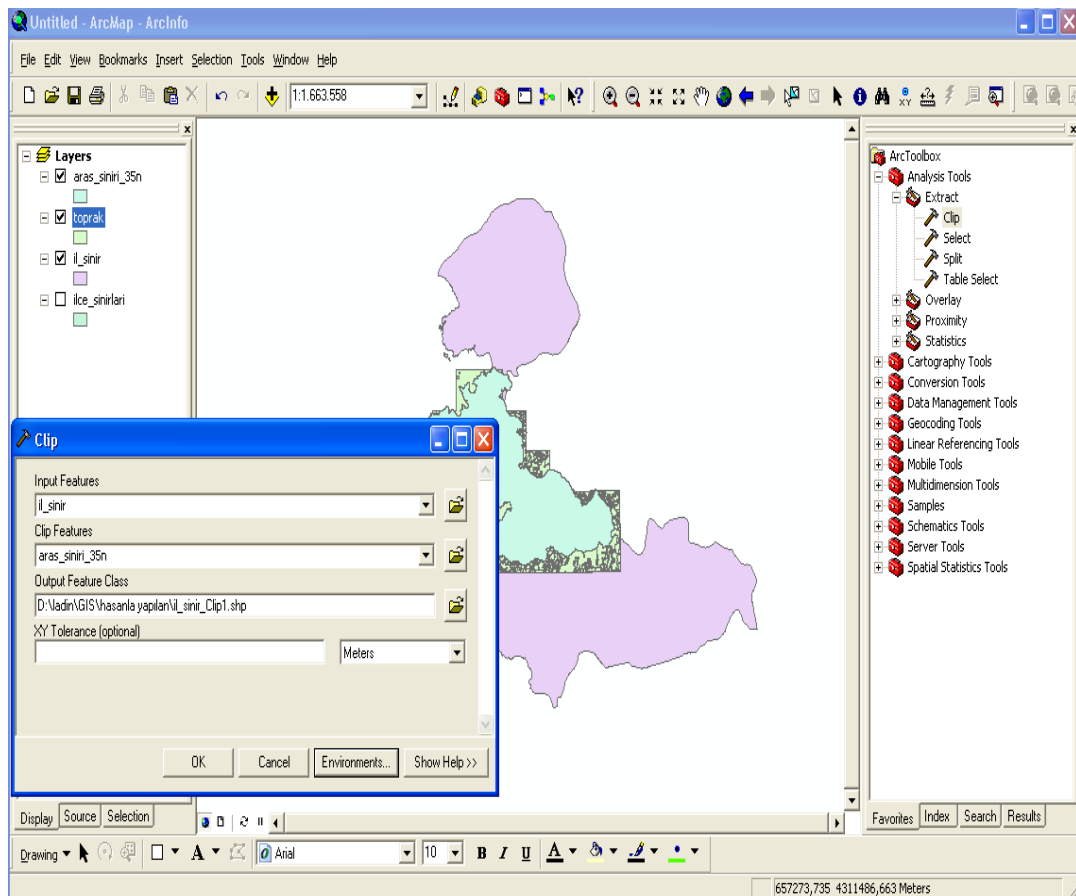 Untitled - ArcMap - ArcInfo
File Edit View Bookmarks Insert Selection Tools Window Help
1:1.663.558
Layers
aras_siniri_35n
toprak
il_sinir
ilce_sinirlari
ArcToolbox
Analysis Tools
Extract
Clip
Select
Split
Table Select
Overlay
Proximity
Statistics
Cartography Tools
Conversion Tools
Data Management Tools
Geocoding Tools
Linear Referencing Tools
Mobile Tools
Multidimension Tools
Samples
Schematics Tools
Server Tools
Spatial Statistics Tools
Clip
Input Features
il_sinir
Clip Features
aras_siniri_35n
Output Feature Class
D:\ladin\GIS\hasanla yapılan\il_sinir_Clip1.shp
XY Tolerance (optional)
Meters
OK Cancel Environments... Show Help >>
Display Source Selection
Favorites Index Search Results
Drawing A Arial 10 B I U A
657273,735 4311486,663 Meters